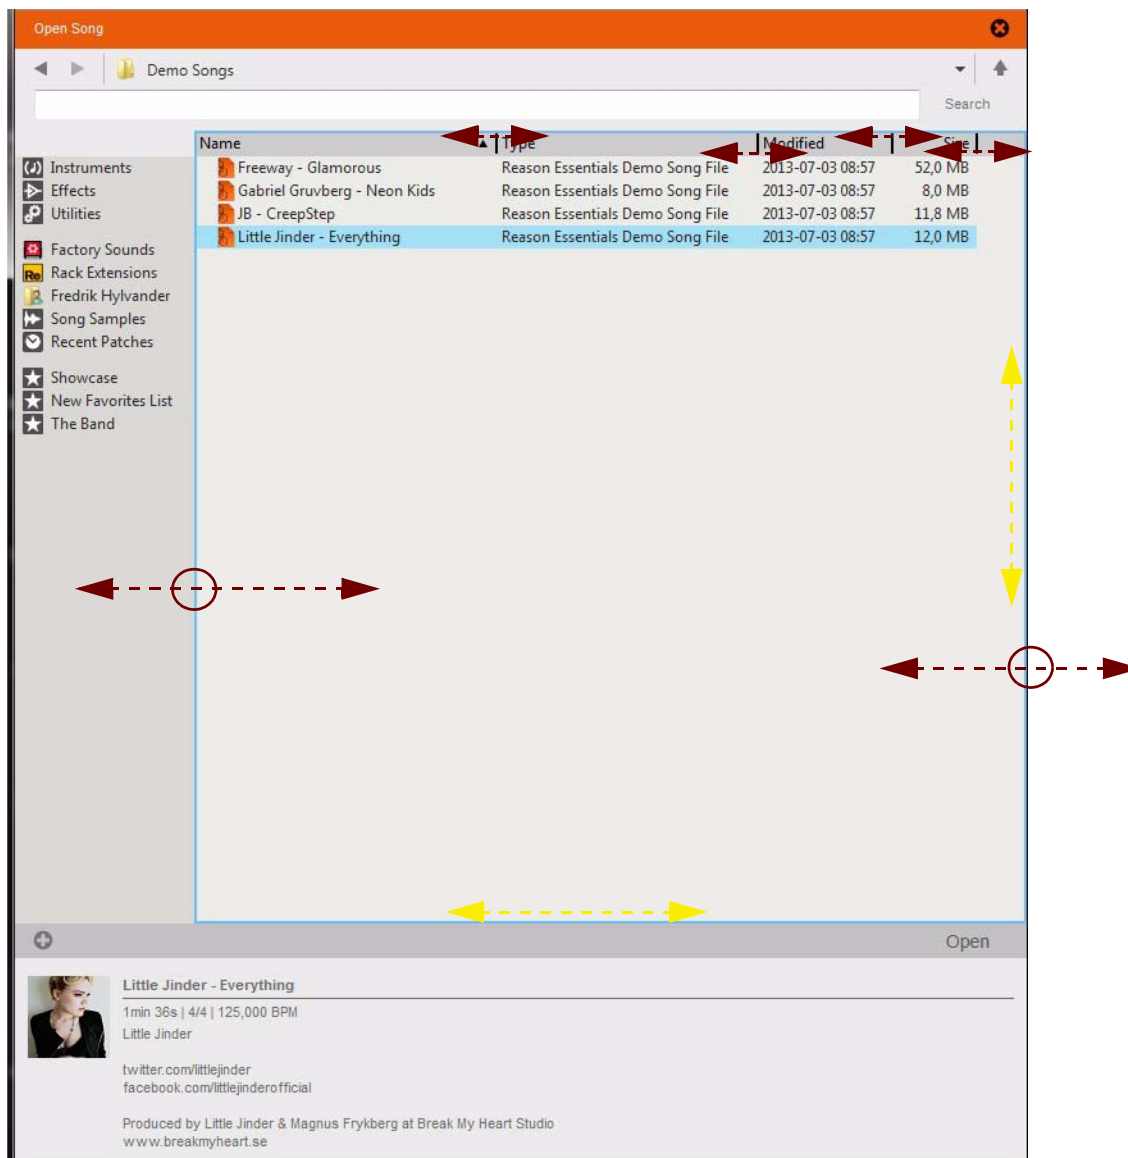 Open Song
Demo Songs
Search
Name Type Modified Size
Freeway - Glamorous Reason Essentials Demo Song File 2013-07-03 08:57 52,0 MB
Gabriel Gruvberg - Neon Kids Reason Essentials Demo Song File 2013-07-03 08:57 8,0 MB
JB - CreepStep Reason Essentials Demo Song File 2013-07-03 08:57 11,8 MB
Little Jinder - Everything Reason Essentials Demo Song File 2013-07-03 08:57 12,0 MB
Instruments
Effects
Utilities
Factory Sounds
Re Rack Extensions
Fredrik Hylvander
Song Samples
Recent Patches
Showcase
New Favorites List
The Band
Open
Little Jinder - Everything
1min 36s | 4/4 | 125,000 BPM
Little Jinder
twitter.com/littlejinder
facebook.com/littlejinderofficial
Produced by Little Jinder & Magnus Frykberg at Break My Heart Studio
www.breakmyheart.se